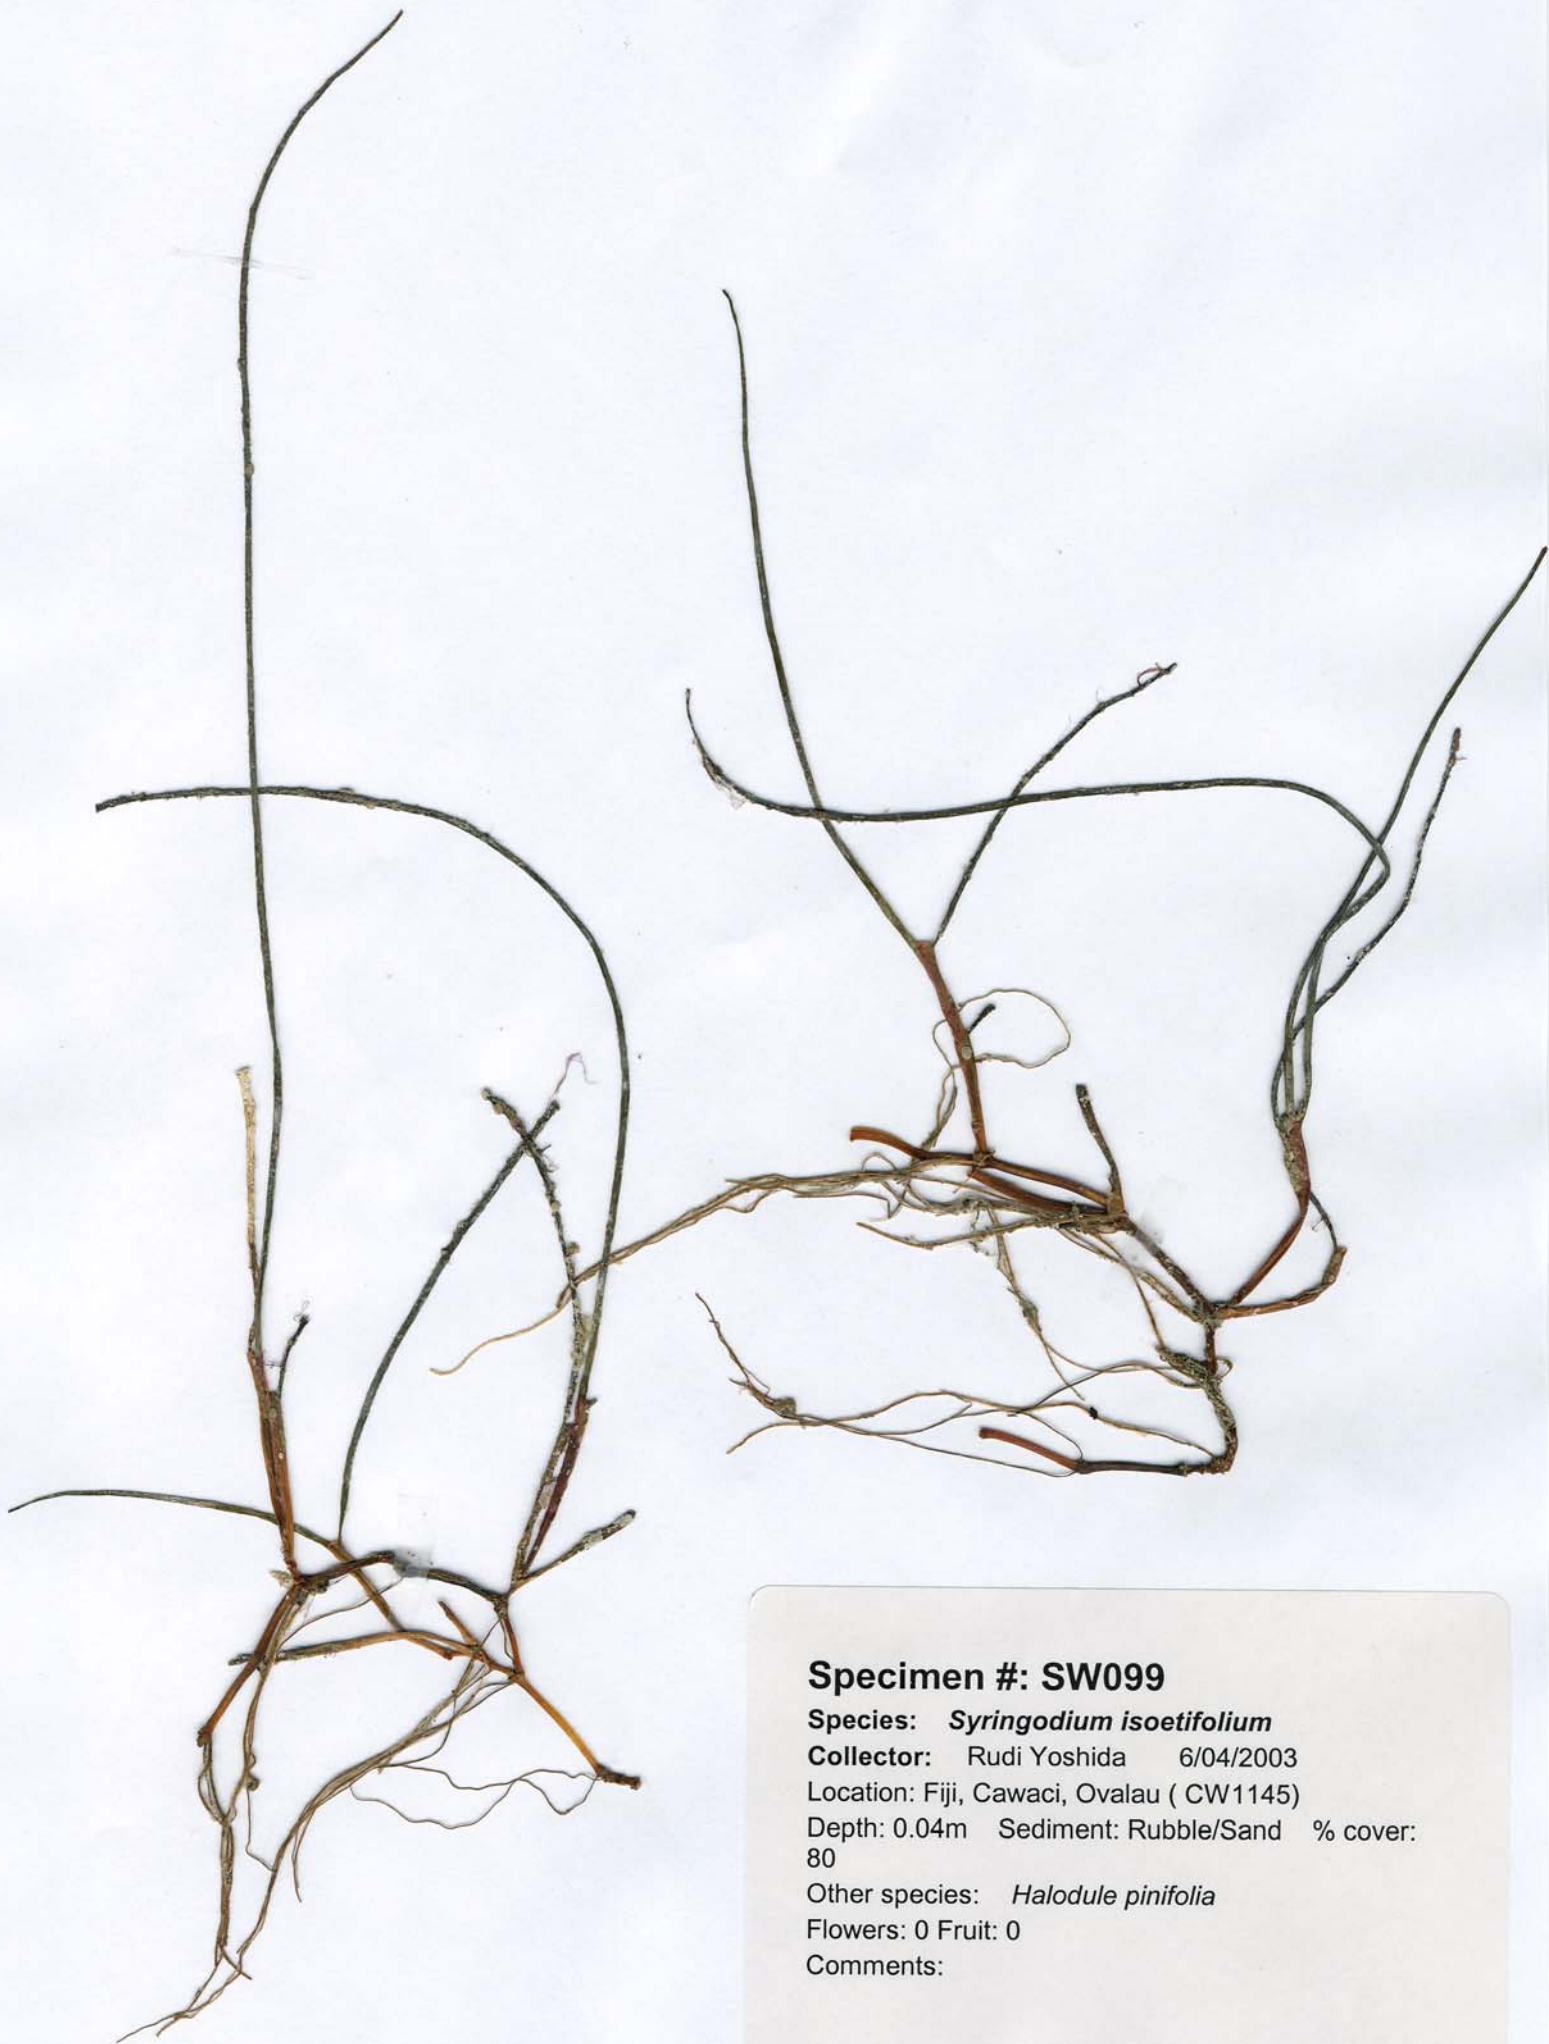 Specimen #: SW099
Species: Syringodium isoetifolium
Collector: Rudi Yoshida 6/04/2003
Location: Fiji, Cawaci, Ovalau ( CW1145)
Depth: 0.04m Sediment: Rubble/Sand % cover:
80
Other species: Halodule pinifolia
Flowers: 0 Fruit: 0
Comments: